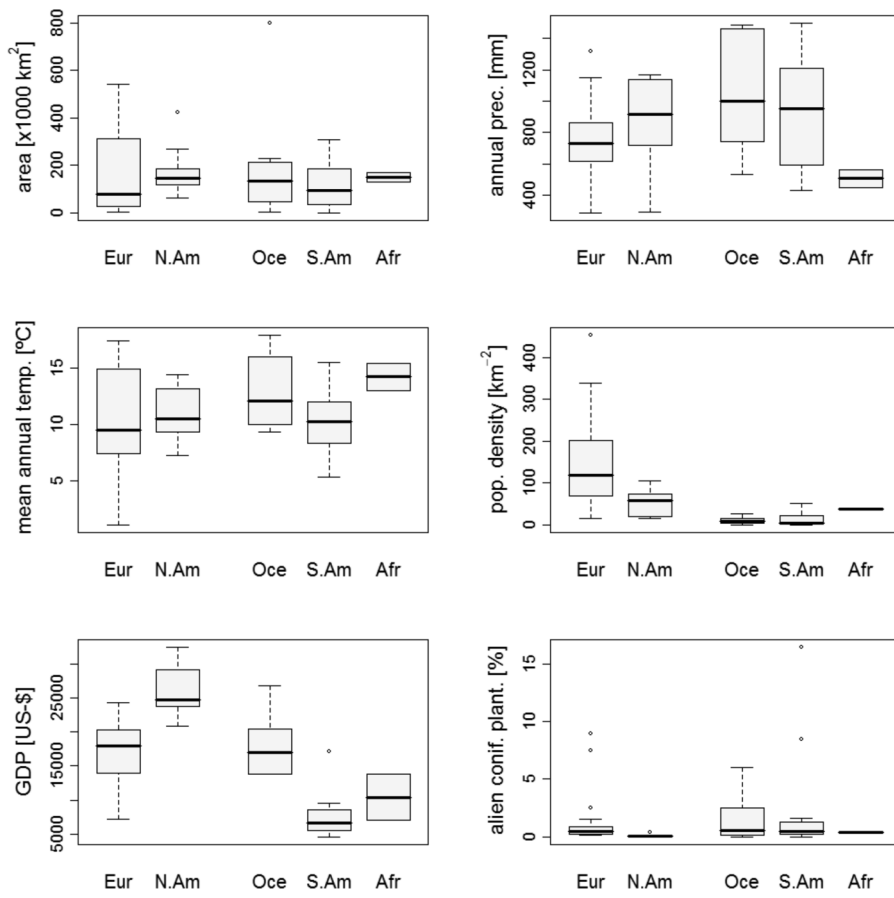 area [x1000 km2]
0 200 400 600 800
Eur N.Am Oce S.Am Afr
annual prec. [mm]
400 800 1200
Eur N.Am Oce S.Am Afr
mean annual temp. [ºC]
5 10 15
Eur N.Am Oce S.Am Afr
pop. density [km−2]
0 100 200 300 400
Eur N.Am Oce S.Am Afr
GDP [US-$]
5000 15000 25000
Eur N.Am Oce S.Am Afr
alien conif. plant. [%]
0 5 10 15
Eur N.Am Oce S.Am Afr